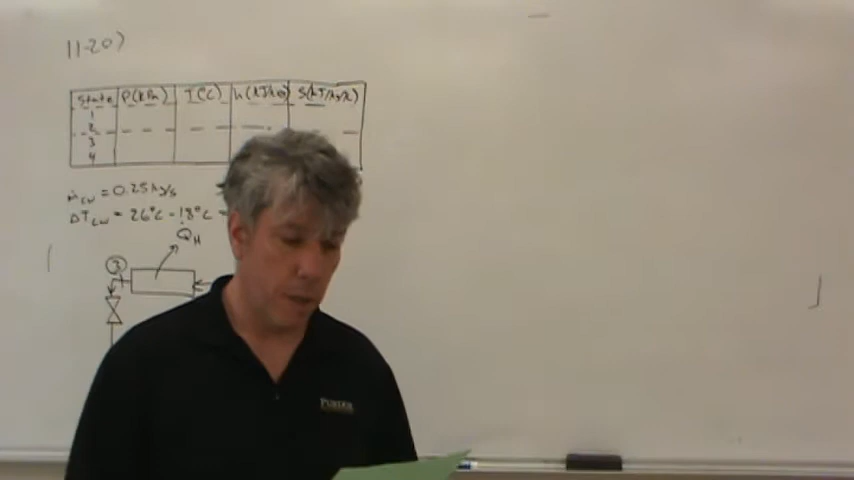 11-20)
State P(kPa) T(°C) h(kJ/kg) s(kJ/kg·K)
1
2
3
4
ṁcw = 0.25 kg/s
ΔTcw = 26°C - 18°C =
QH
3
PURDUE